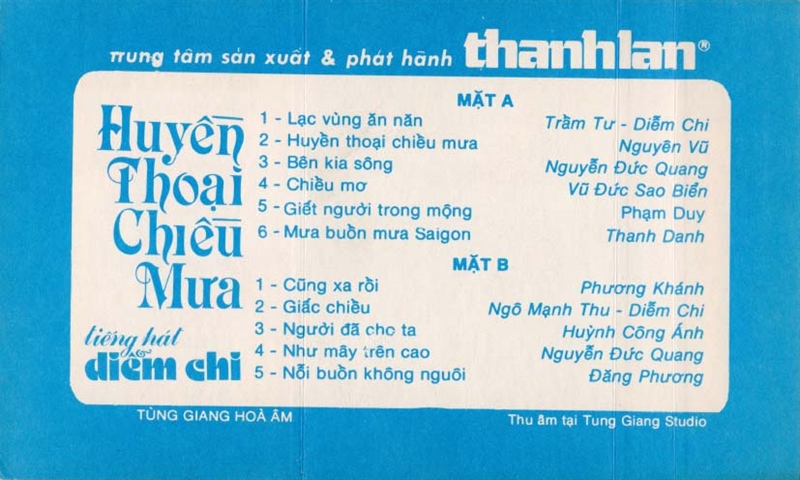 Trung tâm sản xuất & phát hành thanhlan®
Huyền
Thoại
Chiều
Mưa
tiếng hát
diễm chi
MẶT A
1 - Lạc vùng ăn năn Trầm Tư - Diễm Chi
2 - Huyền thoại chiều mưa Nguyên Vũ
3 - Bên kia sông Nguyễn Đức Quang
4 - Chiều mơ Vũ Đức Sao Biển
5 - Giết người trong mộng Phạm Duy
6 - Mưa buồn mưa Saigon Thanh Danh
MẶT B
1 - Cũng xa rồi Phương Khánh
2 - Giấc chiều Ngô Mạnh Thu - Diễm Chi
3 - Người đã cho ta Huỳnh Công Ánh
4 - Như mây trên cao Nguyễn Đức Quang
5 - Nỗi buồn không nguôi Đăng Phương
TÙNG GIANG HOÀ ÂM
Thu âm tại Tung Giang Studio